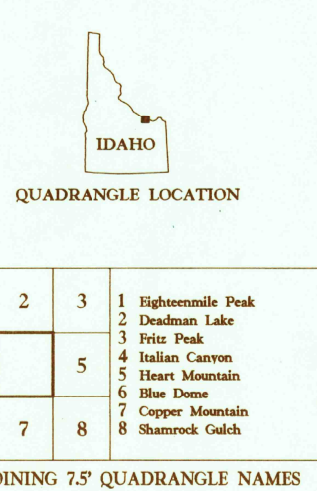 IDAHO
QUADRANGLE LOCATION
2 3
5
7 8
1 Eighteenmile Peak
2 Deadman Lake
3 Fritz Peak
4 Italian Canyon
5 Heart Mountain
6 Blue Dome
7 Copper Mountain
8 Shamrock Gulch
OINING 7.5' QUADRANGLE NAMES